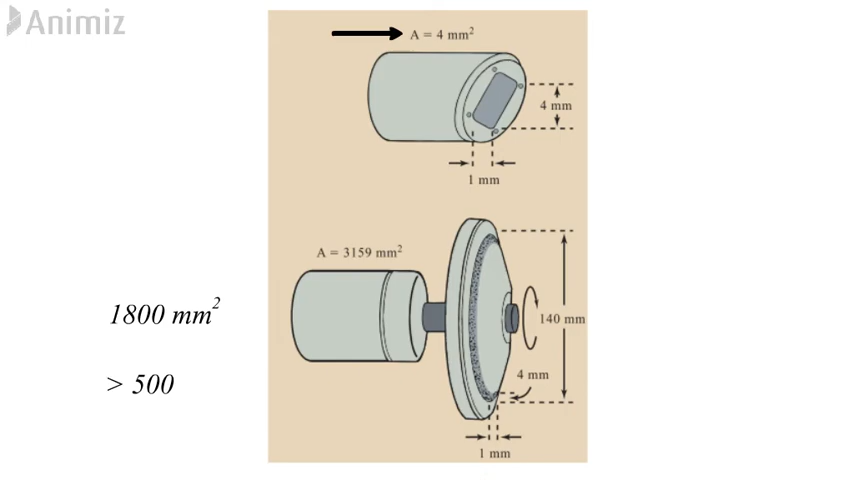 Animiz
A = 4 mm²
4 mm
1 mm
A = 3159 mm²
1800 mm²
140 mm
> 500
4 mm
1 mm